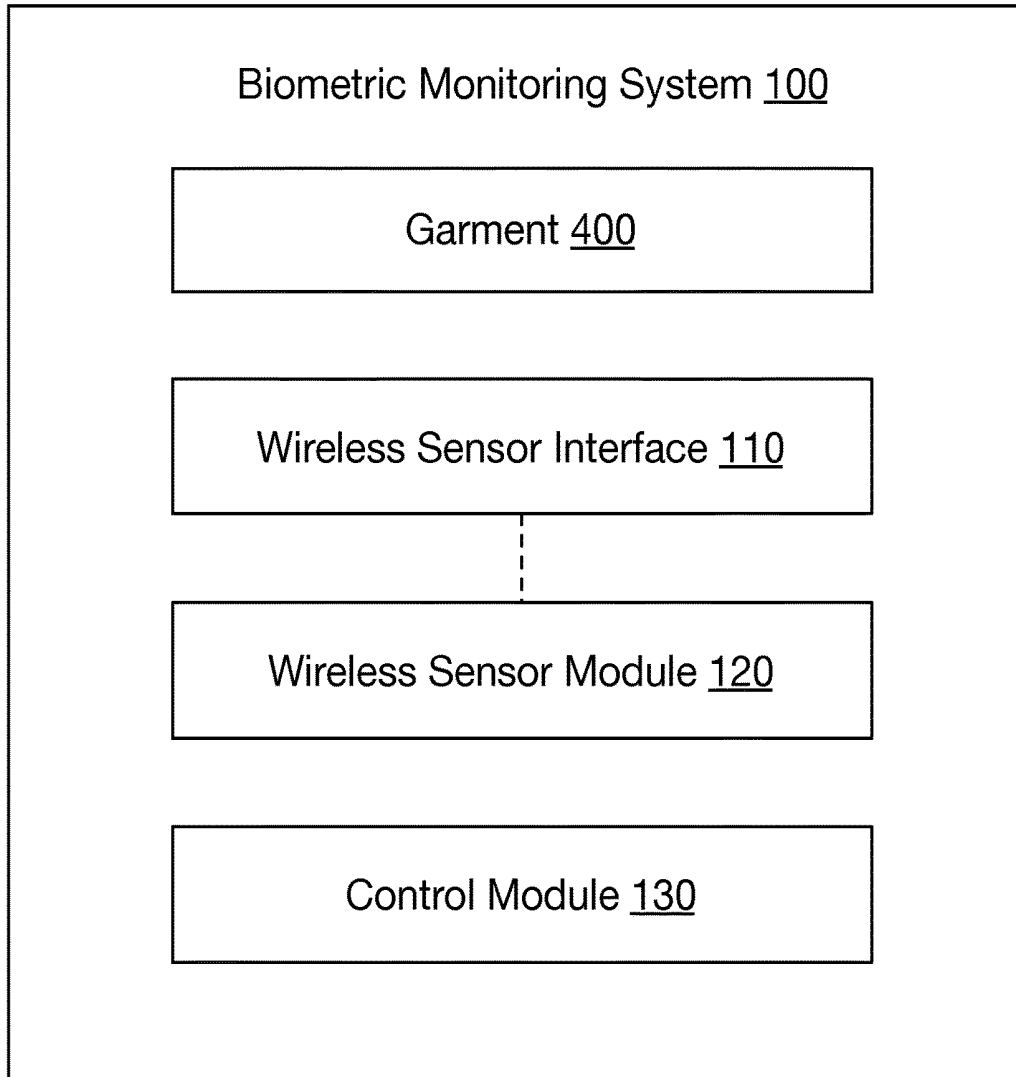 Biometric Monitoring System 100
Garment 400
Wireless Sensor Interface 110
Wireless Sensor Module 120
Control Module 130